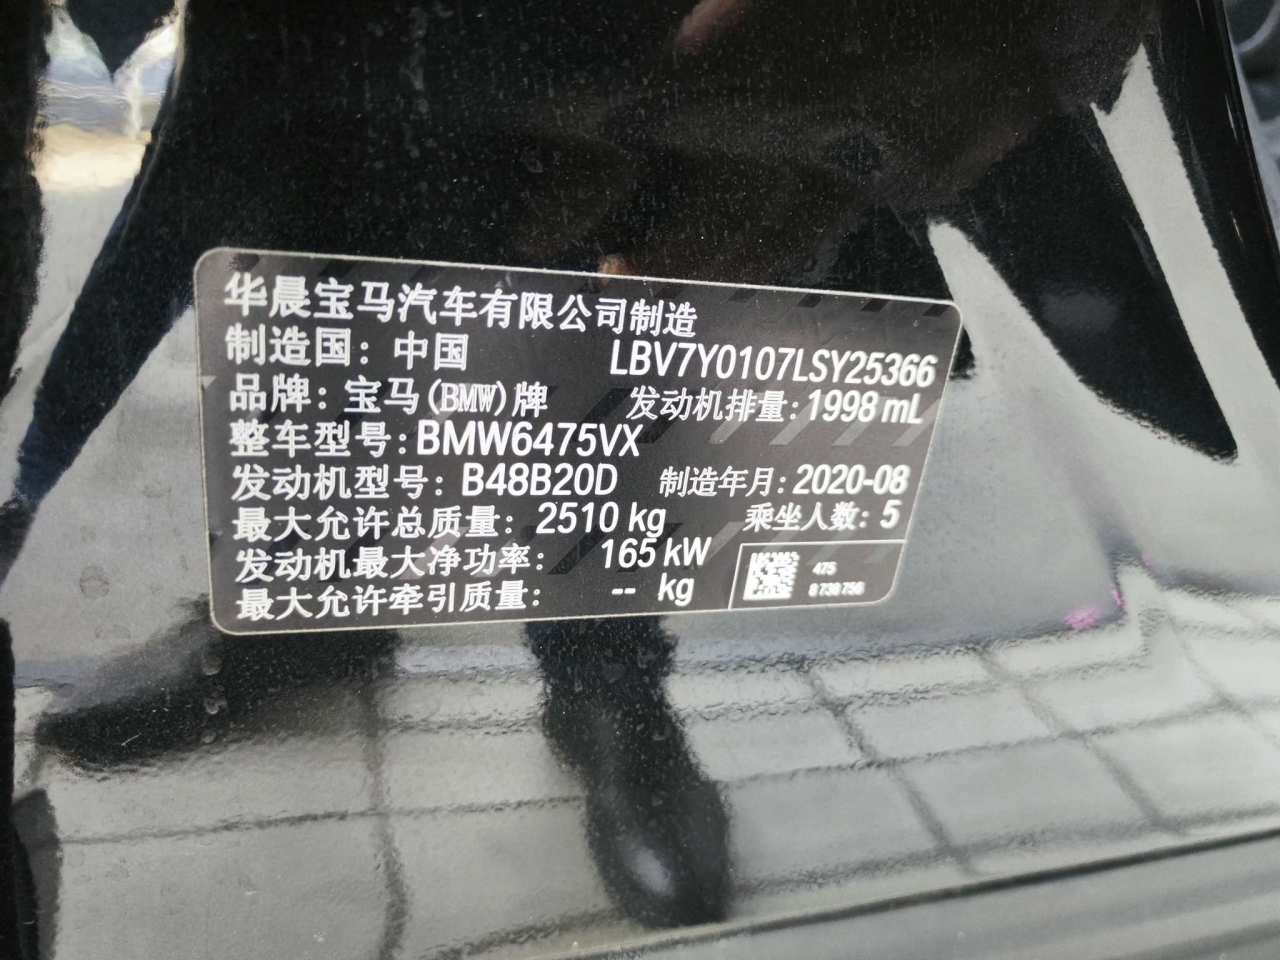 华晨宝马汽车有限公司制造
制造国：中国 LBV7Y0107LSY25366
品牌：宝马(BMW)牌 发动机排量：1998 mL
整车型号：BMW6475VX
发动机型号：B48B20D 制造年月：2020-08
最大允许总质量：2510 kg 乘坐人数：5
发动机最大净功率：165 kW
最大允许牵引质量：-- kg
475
8 738 756